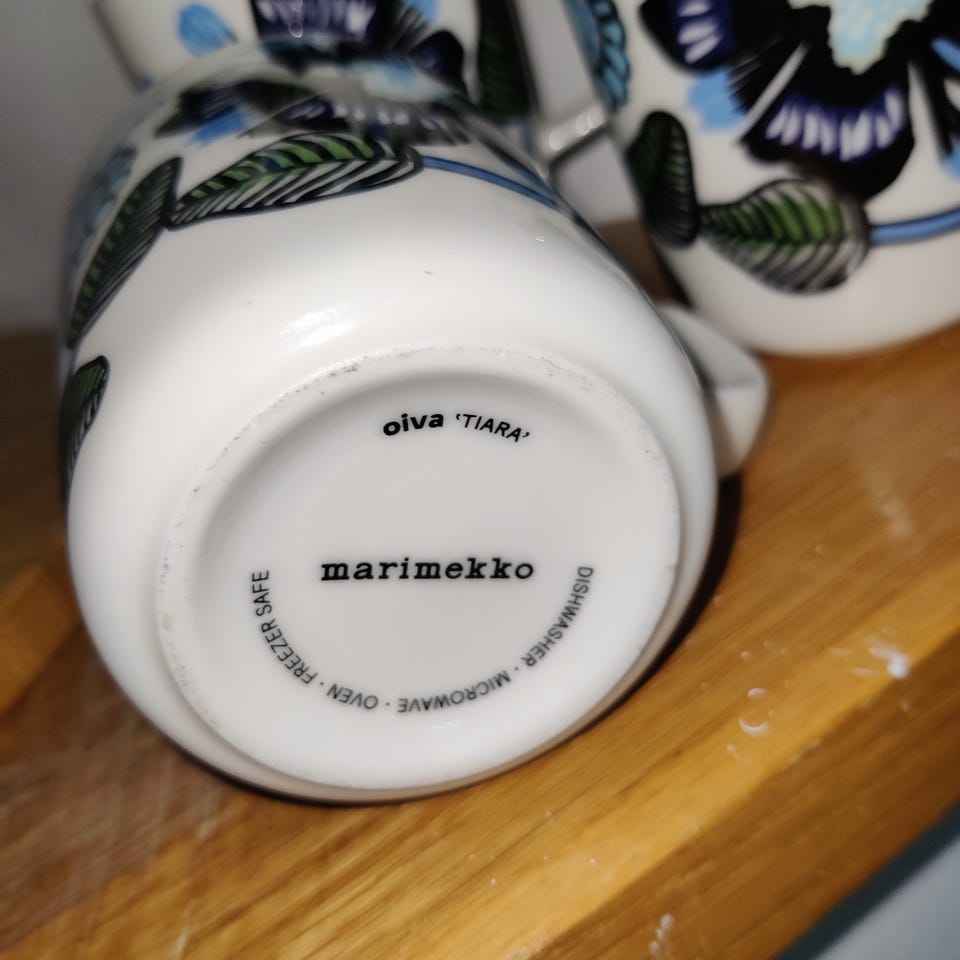 oiva ‘TIARA’
marimekko
DISHWASHER · MICROWAVE · OVEN · FREEZER SAFE